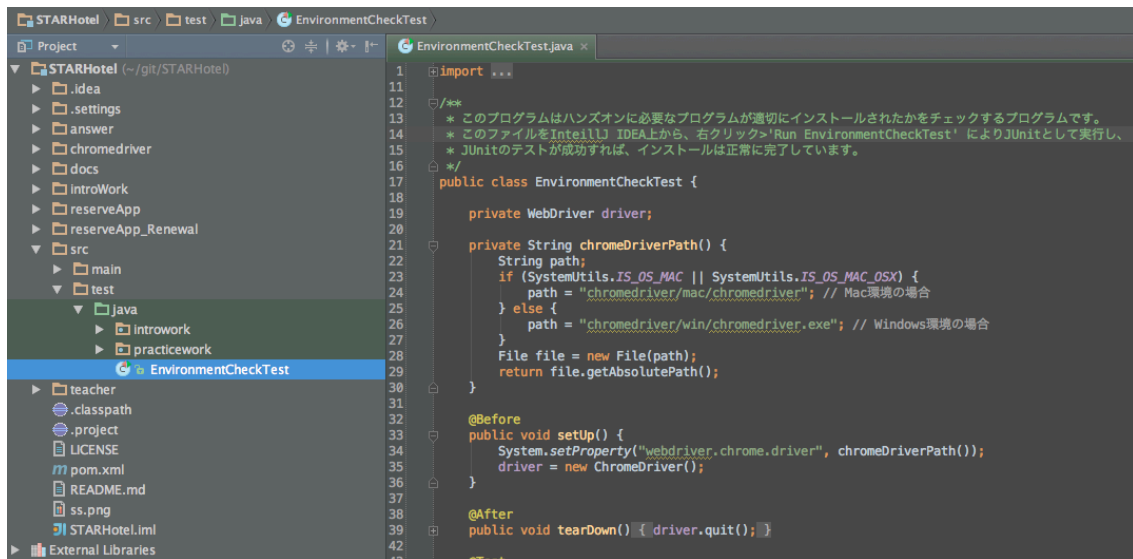 STARHotel src test java EnvironmentCheckTest
Project
STARHotel (~/git/STARHotel)
.idea
.settings
answer
chromedriver
docs
introWork
reserveApp
reserveApp_Renewal
src
main
test
java
introwork
practicework
EnvironmentCheckTest
teacher
.classpath
.project
LICENSE
pom.xml
README.md
ss.png
STARHotel.iml
External Libraries
EnvironmentCheckTest.java
1 import ...
11
12 /**
13 * このプログラムはハンズオンに必要なプログラムが適切にインストールされたかをチェックするプログラムです。
14 * このファイルをInteillJ IDEA上から、右クリック>'Run EnvironmentCheckTest' によりJUnitとして実行し、
15 * JUnitのテストが成功すれば、インストールは正常に完了しています。
16 */
17 public class EnvironmentCheckTest {
18
19 private WebDriver driver;
20
21 private String chromeDriverPath() {
22 String path;
23 if (SystemUtils.IS_OS_MAC || SystemUtils.IS_OS_MAC_OSX) {
24 path = "chromedriver/mac/chromedriver"; // Mac環境の場合
25 } else {
26 path = "chromedriver/win/chromedriver.exe"; // Windows環境の場合
27 }
28 File file = new File(path);
29 return file.getAbsolutePath();
30 }
31
32 @Before
33 public void setUp() {
34 System.setProperty("webdriver.chrome.driver", chromeDriverPath());
35 driver = new ChromeDriver();
36 }
37
38 @After
39 public void tearDown() { driver.quit(); }
42